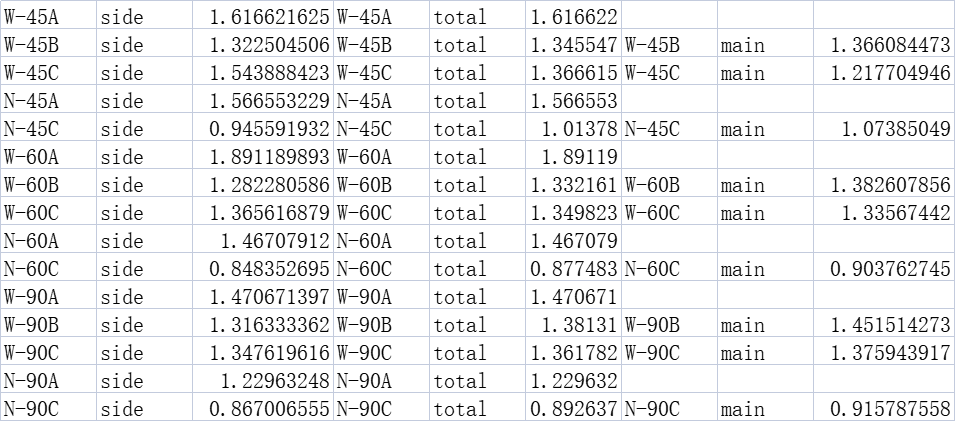 W-45A side 1.616621625 W-45A total 1.616622
W-45B side 1.322504506 W-45B total 1.345547 W-45B main 1.366084473
W-45C side 1.543888423 W-45C total 1.366615 W-45C main 1.217704946
N-45A side 1.566553229 N-45A total 1.566553
N-45C side 0.945591932 N-45C total 1.01378 N-45C main 1.07385049
W-60A side 1.891189893 W-60A total 1.89119
W-60B side 1.282280586 W-60B total 1.332161 W-60B main 1.382607856
W-60C side 1.365616879 W-60C total 1.349823 W-60C main 1.33567442
N-60A side 1.46707912 N-60A total 1.467079
N-60C side 0.848352695 N-60C total 0.877483 N-60C main 0.903762745
W-90A side 1.470671397 W-90A total 1.470671
W-90B side 1.316333362 W-90B total 1.38131 W-90B main 1.451514273
W-90C side 1.347619616 W-90C total 1.361782 W-90C main 1.375943917
N-90A side 1.22963248 N-90A total 1.229632
N-90C side 0.867006555 N-90C total 0.892637 N-90C main 0.915787558